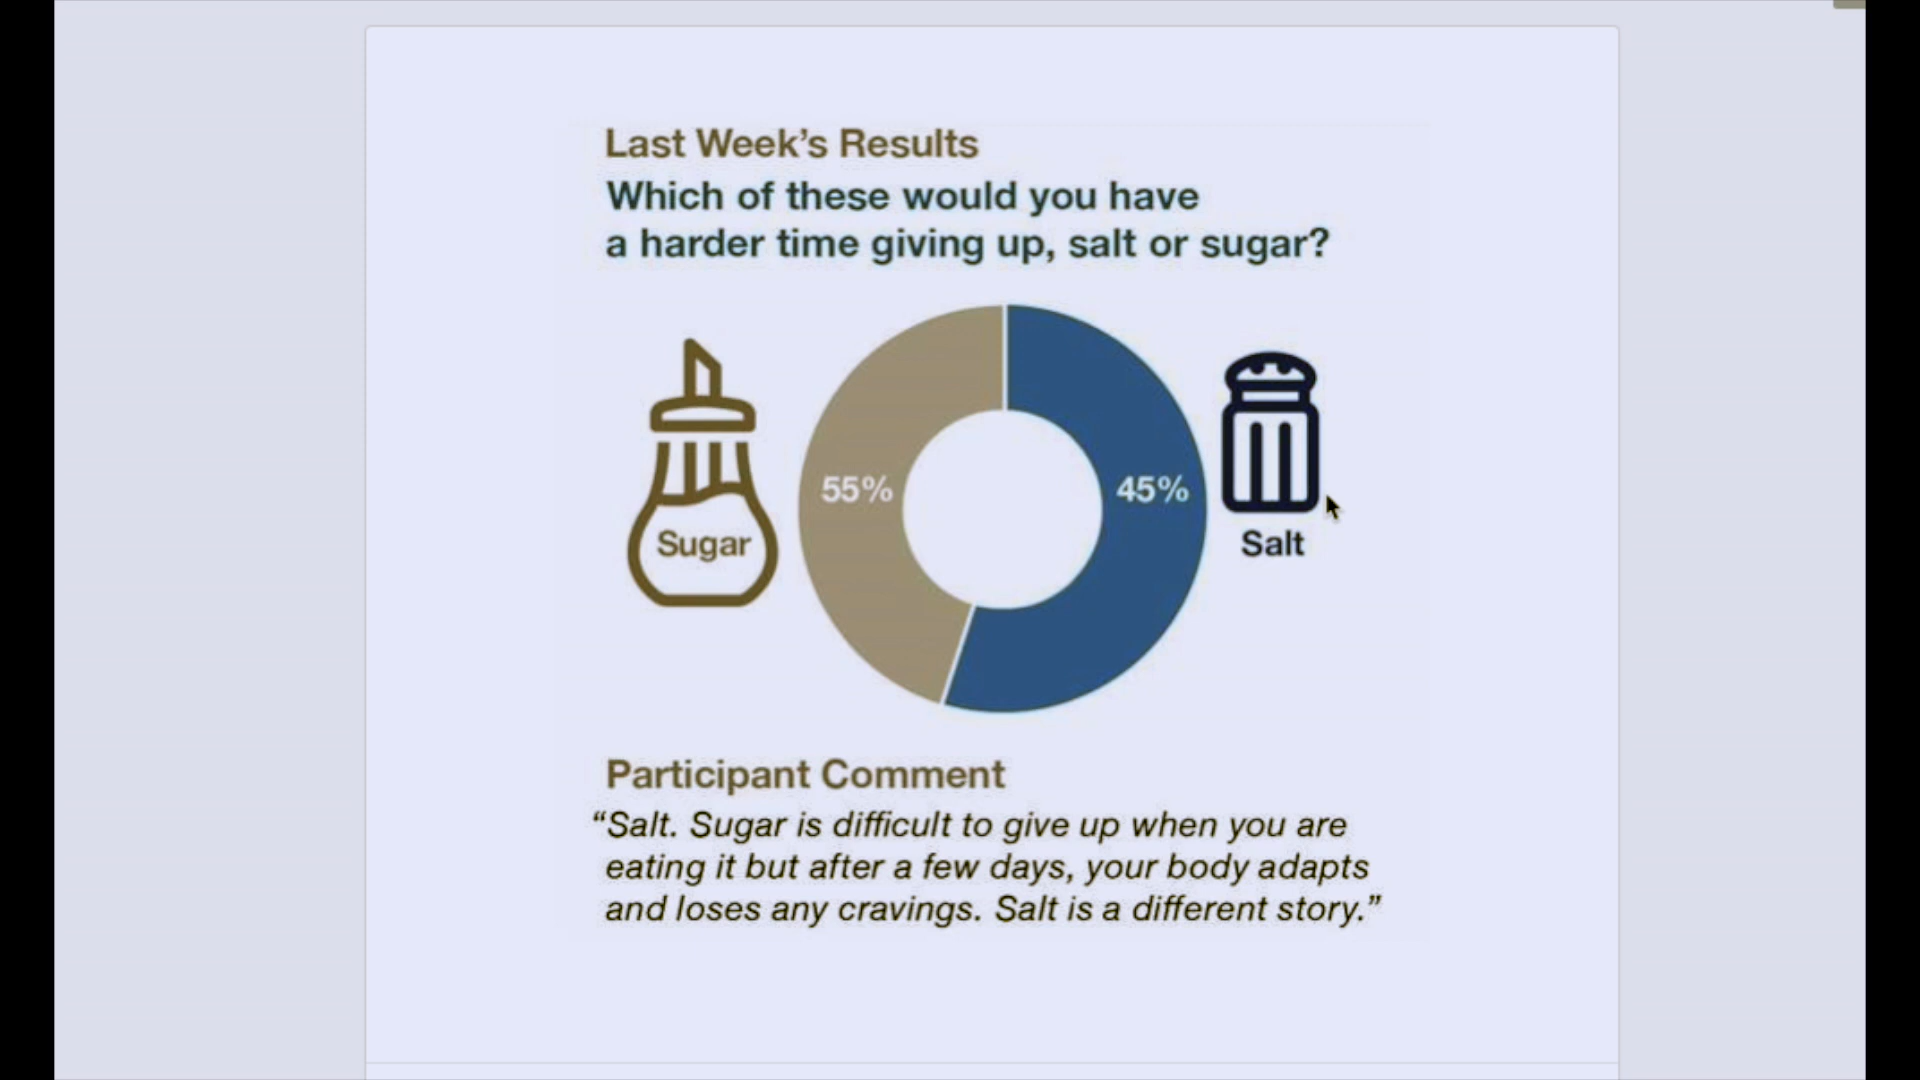 Last Week’s Results
Which of these would you have
a harder time giving up, salt or sugar?
55%
45%
Sugar
Salt
Participant Comment
“Salt. Sugar is difficult to give up when you are
eating it but after a few days, your body adapts
and loses any cravings. Salt is a different story.”